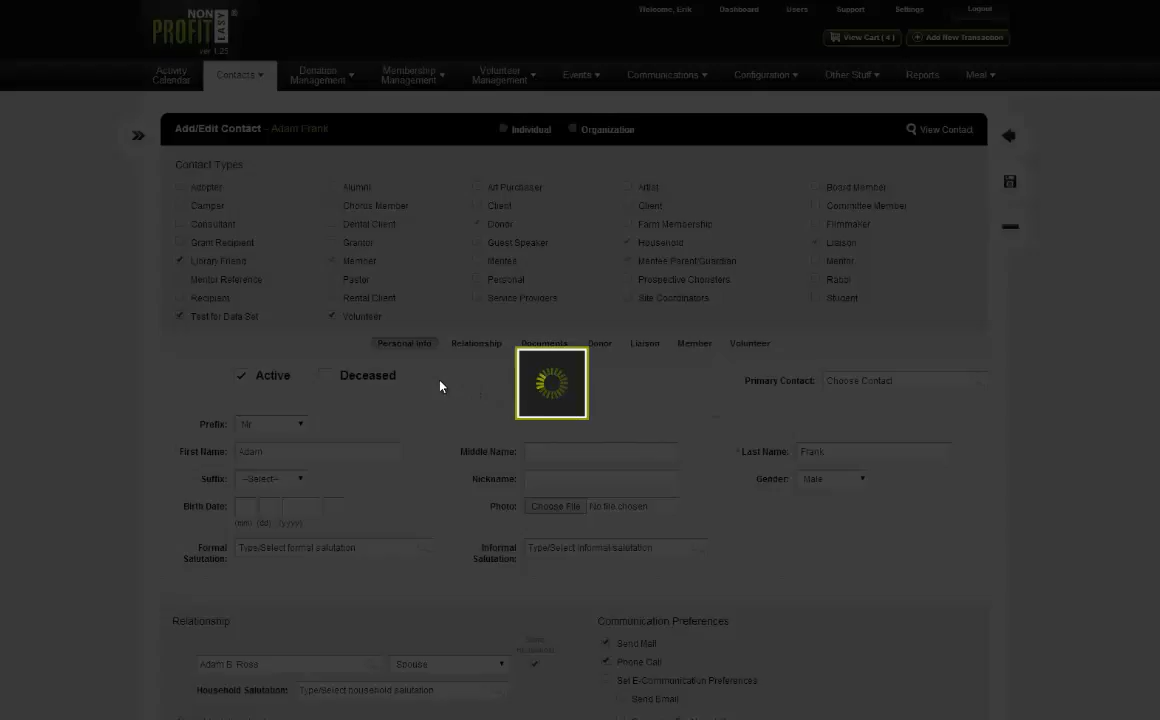 Welcome, Erik Dashboard Users Support Settings Logout
NON PROFIT EASY ®
ver 1.25
View Cart ( 4 ) Add New Transaction
Activity Calendar Contacts Donation Management Membership Management Volunteer Management Events Communications Configuration Other Stuff Reports Meal
Add/Edit Contact - Adam Frank Individual Organization View Contact
Contact Types
Adopter Alumni Art Purchaser Artist Board Member
Camper Chorus Member Client Client Committee Member
Consultant Dental Client Donor Farm Membership Filmmaker
Grant Recipient Grantor Guest Speaker Household Liaison
Library Friend Member Mentee Mentee Parent/Guardian Mentor
Mentor Reference Pastor Personal Prospective Charsters Rabbi
Recipient Rental Client Service Providers Site Coordinators Student
Test for Data Set Volunteer
Personal Info Relationship Documents Donor Liaison Member Volunteer
Active Deceased Primary Contact: Choose Contact
Prefix: Mr
First Name: Adam Middle Name: * Last Name: Frank
Suffix: --Select-- Nickname: Gender: Male
Birth Date: Photo: Choose File No file chosen
(mm) (dd) (yyyy)
Formal Salutation: Type/Select formal salutation Informal Salutation: Type/Select informal salutation
Relationship Communication Preferences
Send Mail
Adam B. Ross Spouse Phone Call
Set E-Communication Preferences
Household Salutation: Type/Select household salutation Send Email